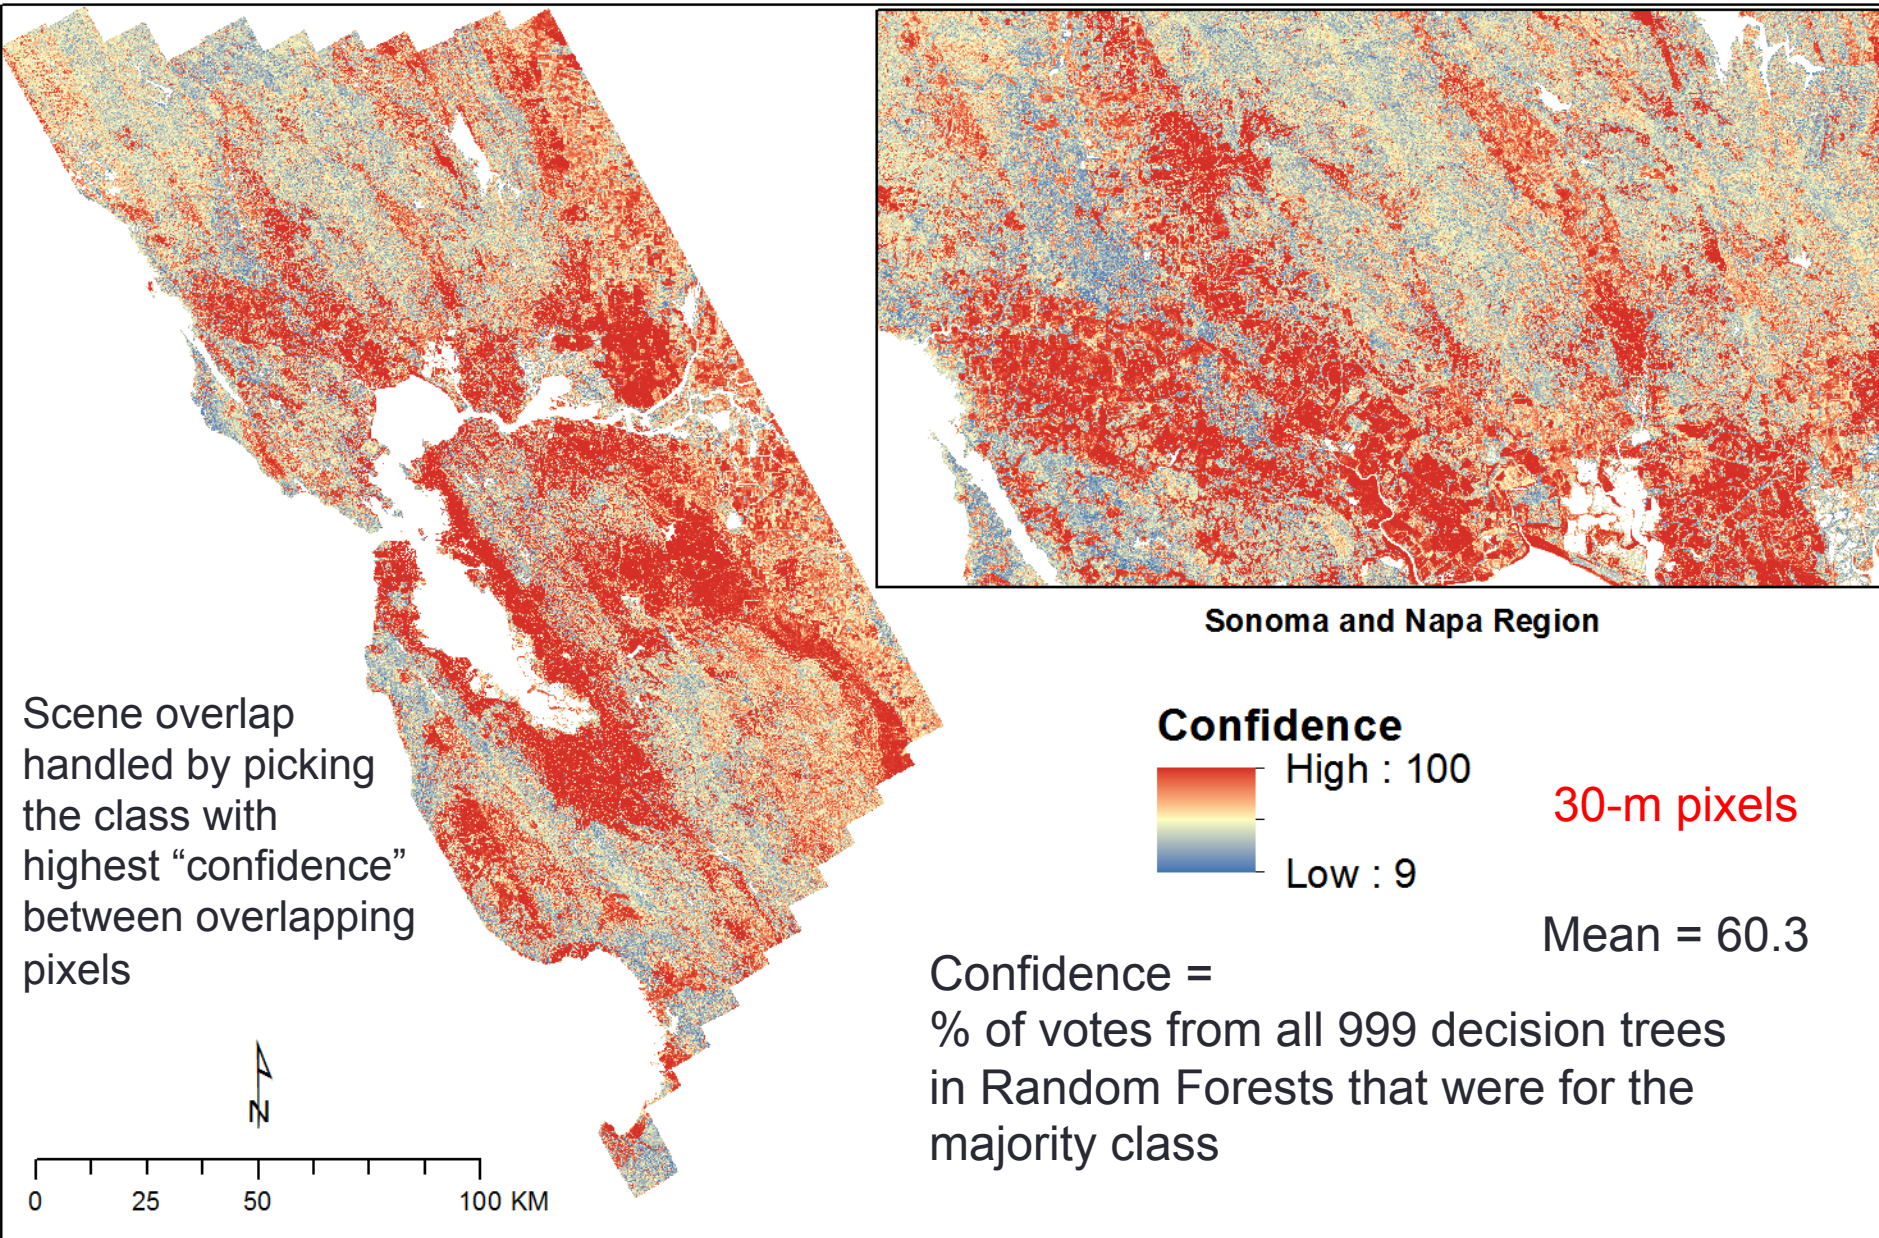 Sonoma and Napa Region
Scene overlap
handled by picking
the class with
highest “confidence”
between overlapping
pixels
Confidence
High : 100
Low : 9
30-m pixels
Mean = 60.3
Confidence =
% of votes from all 999 decision trees
in Random Forests that were for the
majority class
N
0 25 50 100 KM